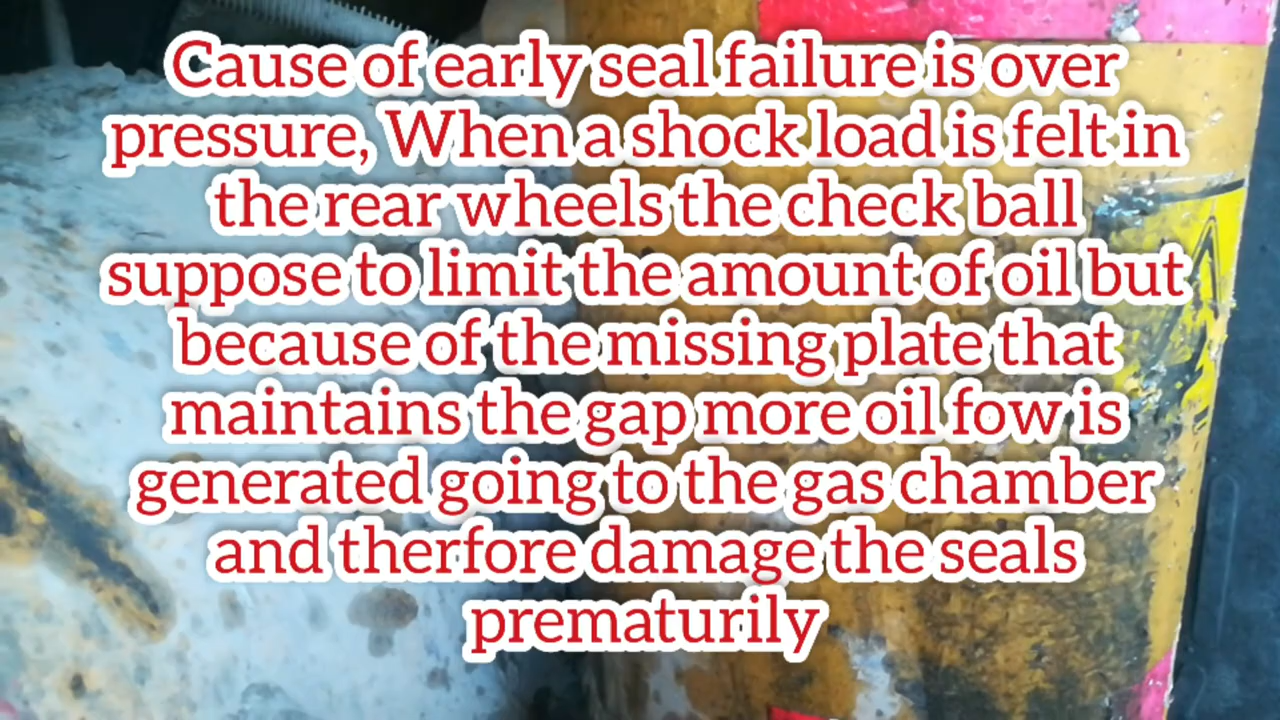 Cause of early seal failure is over
pressure, When a shock load is felt in
the rear wheels the check ball
suppose to limit the amount of oil but
because of the missing plate that
maintains the gap more oil fow is
generated going to the gas chamber
and therfore damage the seals
prematurily